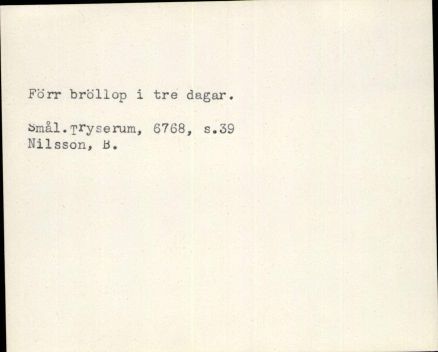 Förr bröllop i tre dagar.
Smål.Tryserum, 6768, s.39
Nilsson, B.